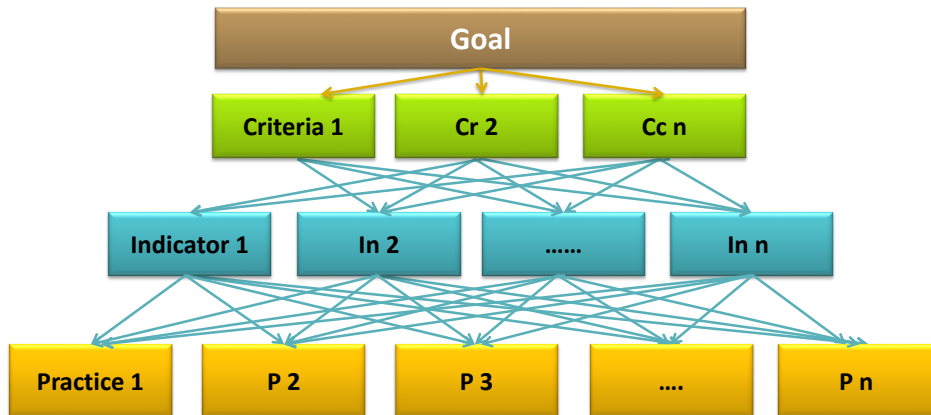 Goal
Criteria 1
Cr 2
Cc n
Indicator 1
In 2
......
In n
Practice 1
P 2
P 3
....
P n